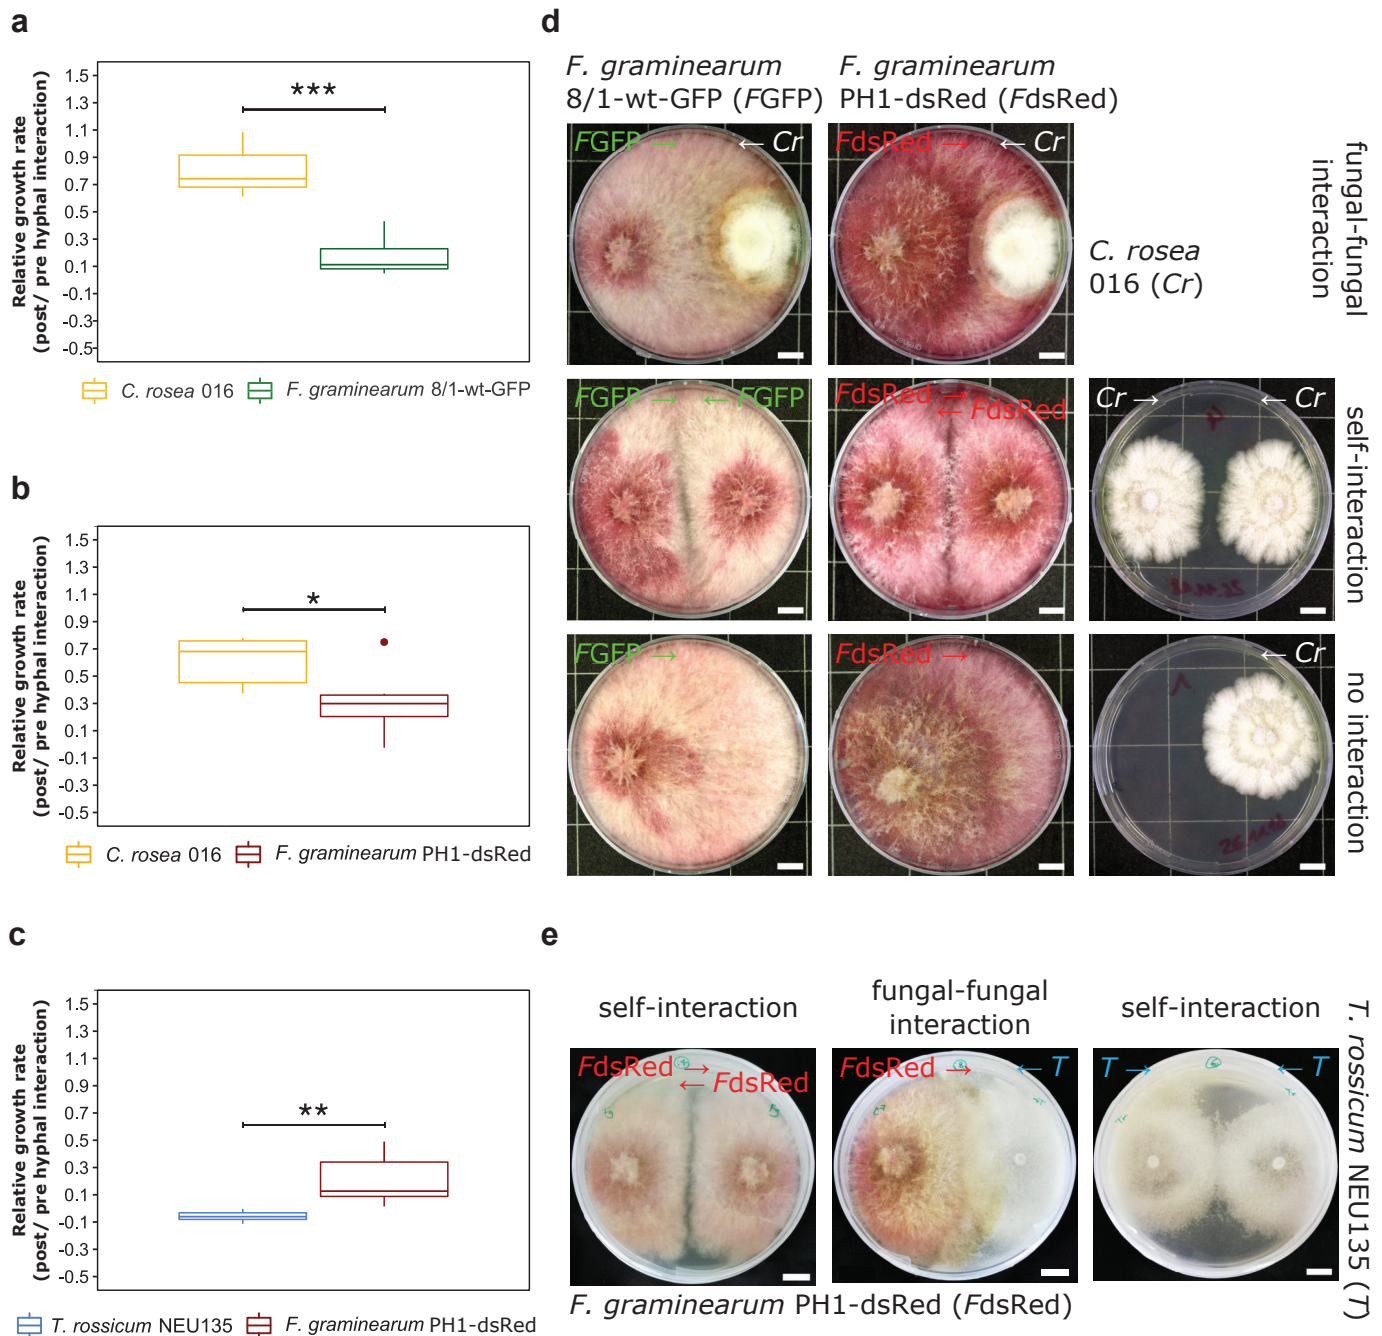 a
Relative growth rate
(post/ pre hyphal interaction)
1.5
1.3
1.1
0.9
0.7
0.5
0.3
0.1
-0.1
-0.3
-0.5
***
C. rosea 016
F. graminearum 8/1-wt-GFP
b
Relative growth rate
(post/ pre hyphal interaction)
1.5
1.3
1.1
0.9
0.7
0.5
0.3
0.1
-0.1
-0.3
-0.5
*
C. rosea 016
F. graminearum PH1-dsRed
c
Relative growth rate
(post/ pre hyphal interaction)
1.5
1.3
1.1
0.9
0.7
0.5
0.3
0.1
-0.1
-0.3
-0.5
**
T. rossicum NEU135
F. graminearum PH1-dsRed
d
F. graminearum
8/1-wt-GFP (FGFP)
F. graminearum
PH1-dsRed (FdsRed)
FGFP →
← Cr
FdsRed →
← Cr
C. rosea
016 (Cr)
fungal-fungal
interaction
FGFP →
← FGFP
FdsRed →
← FdsRed
Cr →
← Cr
self-interaction
FGFP →
FdsRed →
← Cr
no interaction
e
self-interaction
fungal-fungal
interaction
self-interaction
FdsRed →
← FdsRed
FdsRed →
← T
T →
← T
T. rossicum NEU135 (T)
F. graminearum PH1-dsRed (FdsRed)